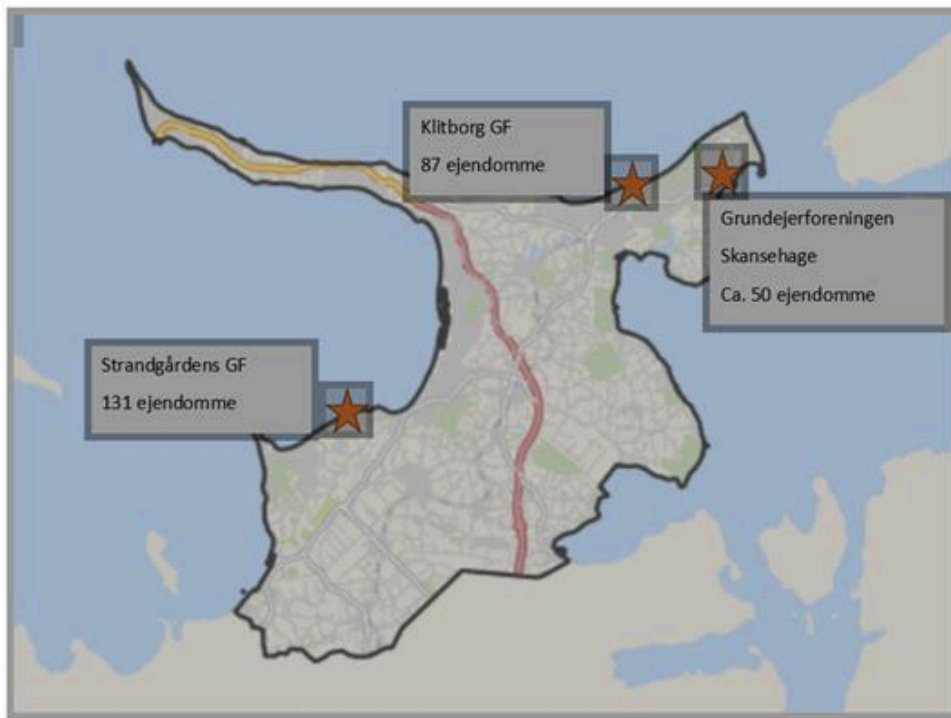 Klitborg GF
87 ejendomme
Grundejerforeningen
Skansehage
Ca. 50 ejendomme
Strandgårdens GF
131 ejendomme